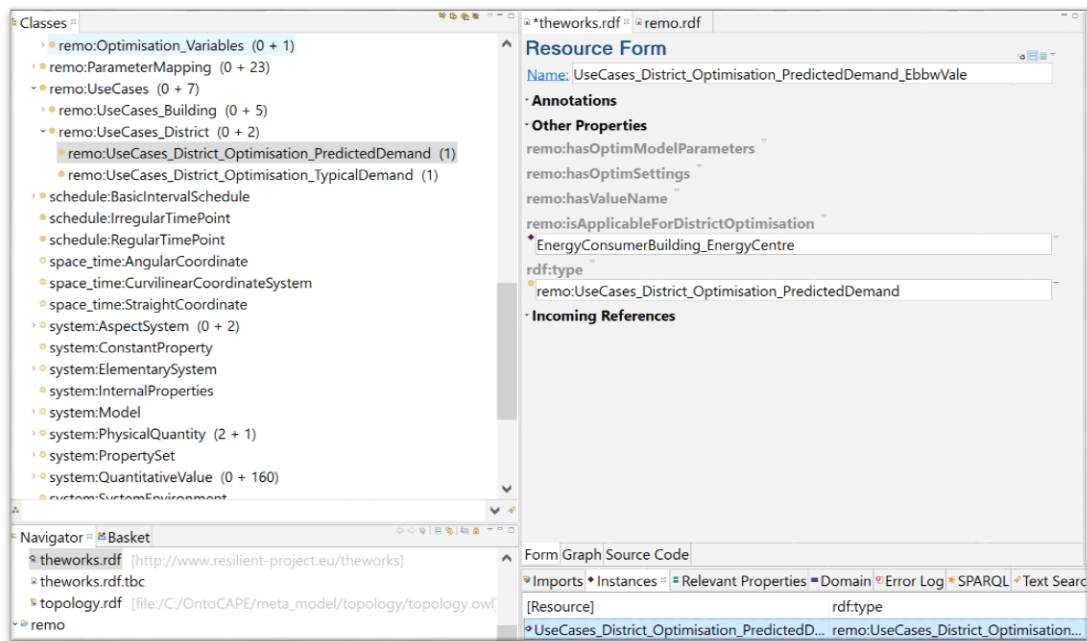 Classes
remo:Optimisation_Variables (0 + 1)
remo:ParameterMapping (0 + 23)
remo:UseCases (0 + 7)
remo:UseCases_Building (0 + 5)
remo:UseCases_District (0 + 2)
remo:UseCases_District_Optimisation_PredictedDemand (1)
remo:UseCases_District_Optimisation_TypicalDemand (1)
schedule:BasicIntervalSchedule
schedule:IrregularTimePoint
schedule:RegularTimePoint
space_time:AngularCoordinate
space_time:CurvilinearCoordinateSystem
space_time:StraightCoordinate
system:AspectSystem (0 + 2)
system:ConstantProperty
system:ElementarySystem
system:InternalProperties
system:Model
system:PhysicalQuantity (2 + 1)
system:PropertySet
system:QuantitativeValue (0 + 160)
system:SystemEnvironment
Navigator Basket
theworks.rdf [http://www.resilient-project.eu/theworks]
theworks.rdf.tbc
topology.rdf [file:/C:/OntoCAPE/meta_model/topology/topology.owl]
remo
*theworks.rdf remo.rdf
Resource Form
Name: UseCases_District_Optimisation_PredictedDemand_EbbwVale
Annotations
Other Properties
remo:hasOptimModelParameters
remo:hasOptimSettings
remo:hasValueName
remo:isApplicableForDistrictOptimisation
EnergyConsumerBuilding_EnergyCentre
rdf:type
remo:UseCases_District_Optimisation_PredictedDemand
Incoming References
Form Graph Source Code
Imports Instances Relevant Properties Domain Error Log SPARQL Text Searc
[Resource] rdf:type
UseCases_District_Optimisation_PredictedD... remo:UseCases_District_Optimisation...